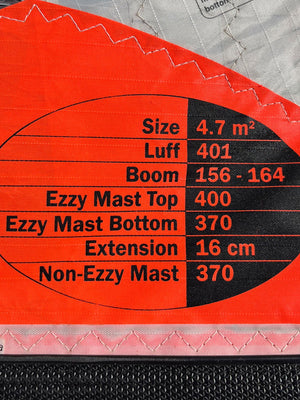 bottom
Size 4.7 m²
Luff 401
Boom 156 - 164
Ezzy Mast Top 400
Ezzy Mast Bottom 370
Extension 16 cm
Non-Ezzy Mast 370